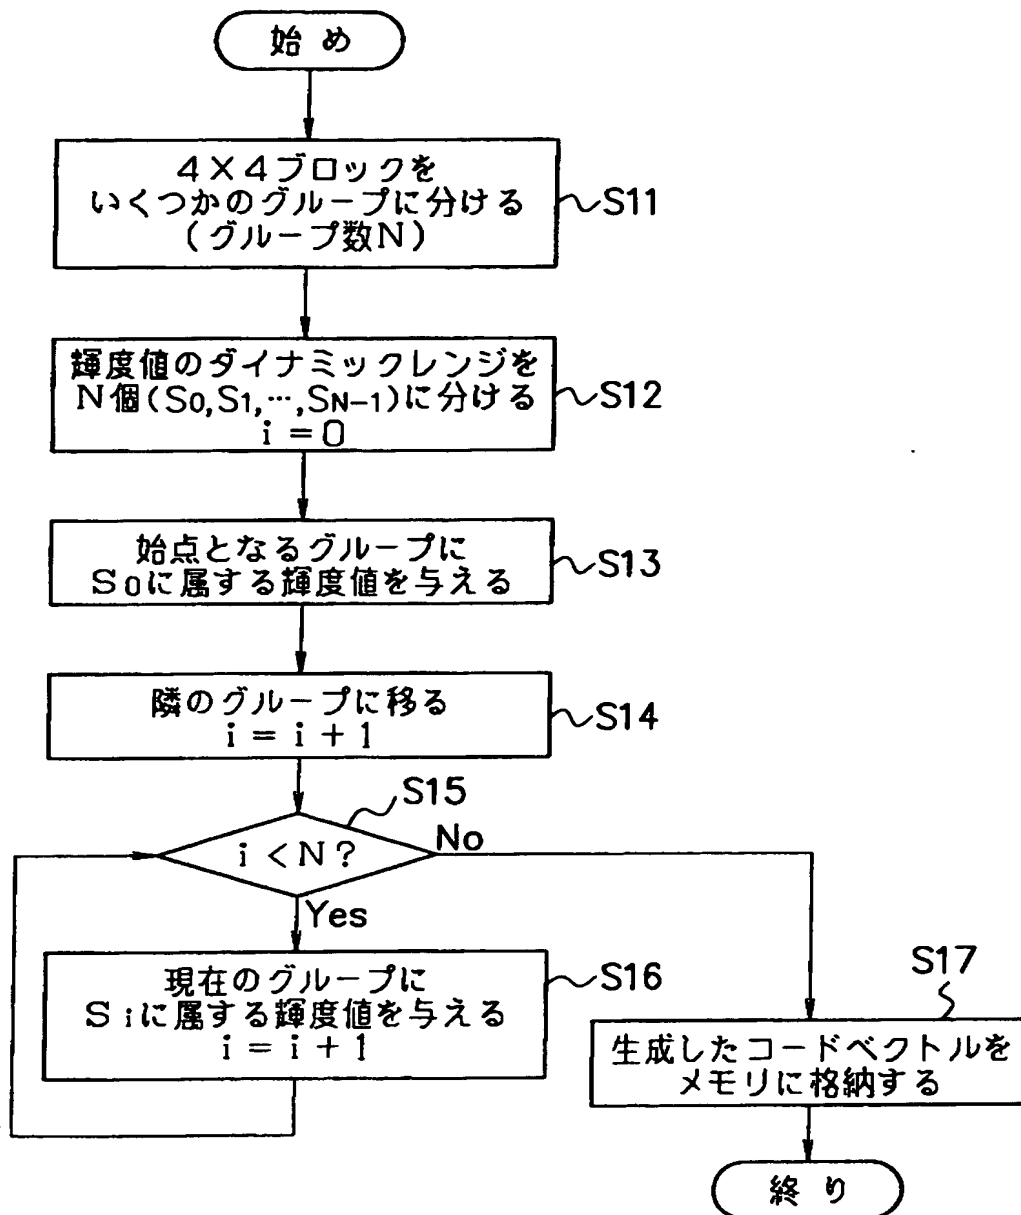 始め
4×4ブロックを
いくつかのグループに分ける
(グループ数N)
S11
輝度値のダイナミックレンジを
N個(S0,S1,…,SN-1)に分ける
i=0
S12
始点となるグループに
S0に属する輝度値を与える
S13
隣のグループに移る
i=i+1
S14
S15
i<N?
No
Yes
現在のグループに
Siに属する輝度値を与える
i=i+1
S16
S17
生成したコードベクトルを
メモリに格納する
終り